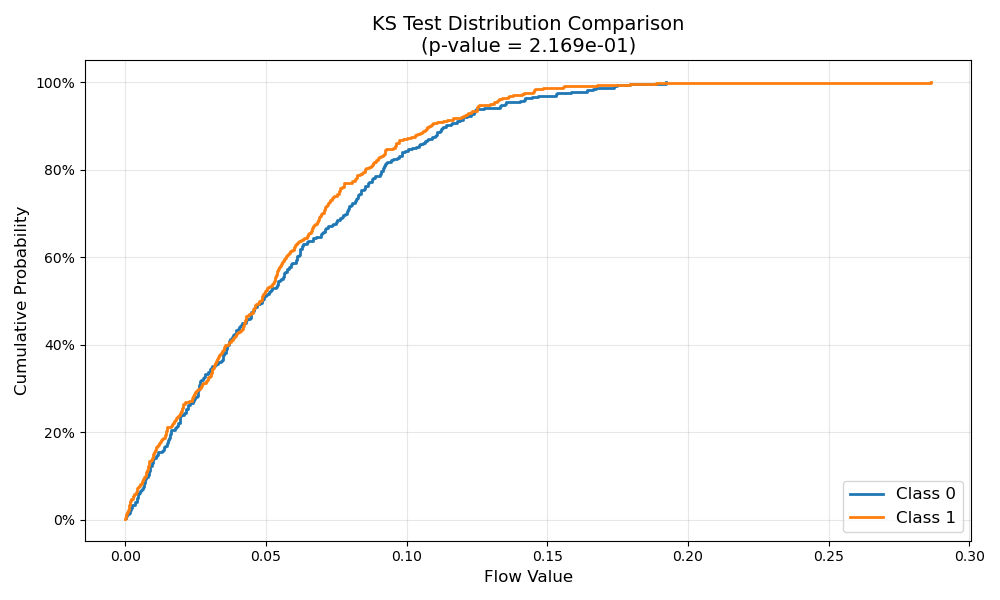 KS Test Distribution Comparison
(p-value = 2.169e-01)
Cumulative Probability
100%
80%
60%
40%
20%
0%
0.00 0.05 0.10 0.15 0.20 0.25 0.30
Flow Value
Class 0
Class 1